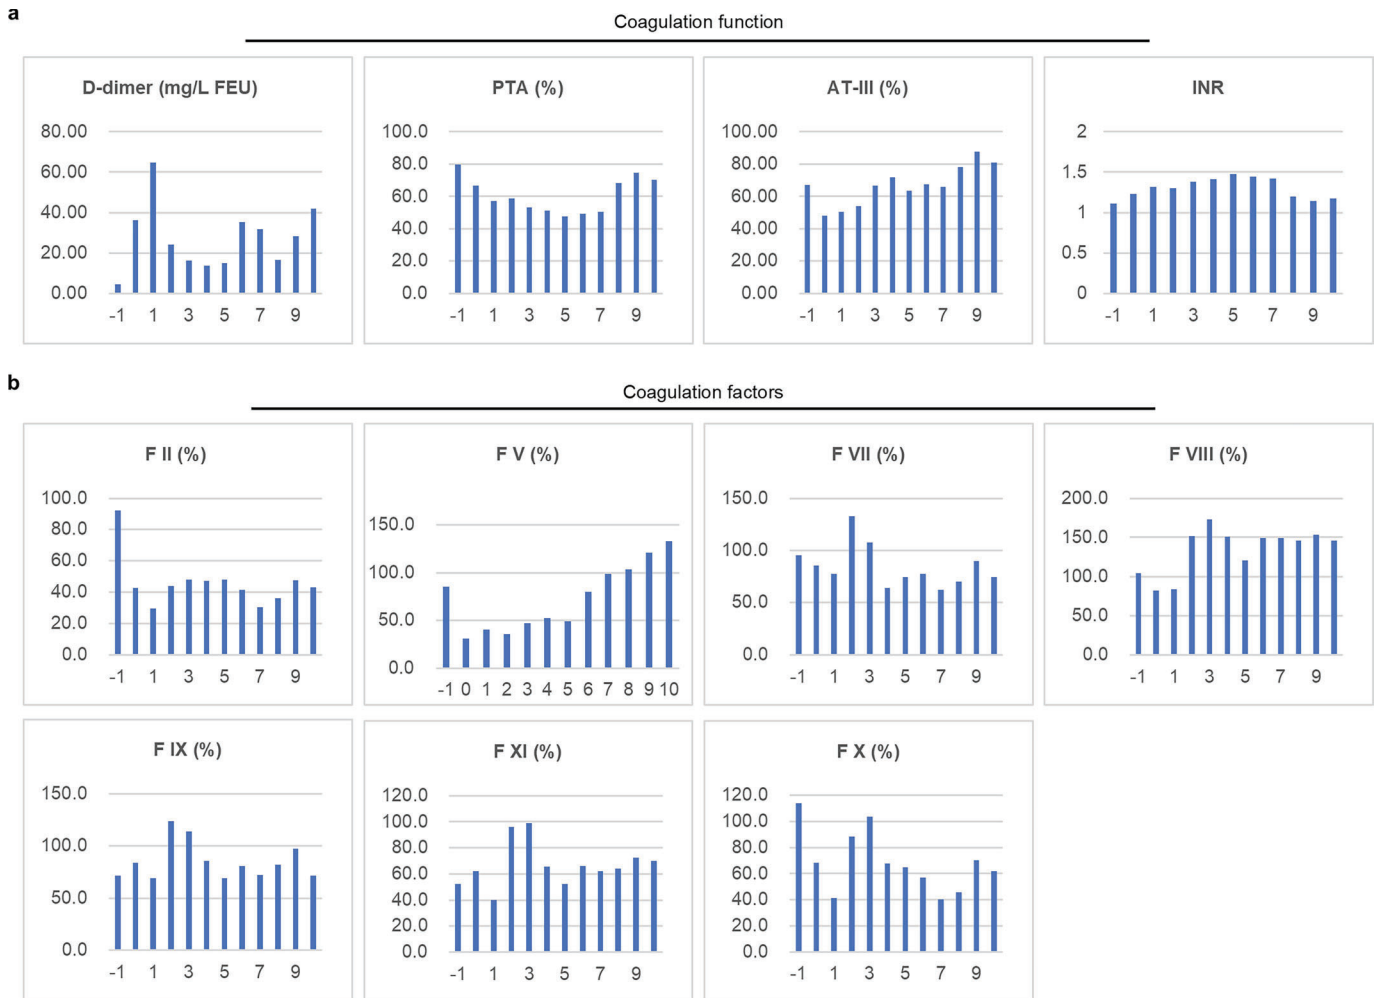 a
Coagulation function
D-dimer (mg/L FEU)
80.00
60.00
40.00
20.00
0.00
-1 1 3 5 7 9
PTA (%)
100.0
80.0
60.0
40.0
20.0
0.0
-1 1 3 5 7 9
AT-III (%)
100.00
80.00
60.00
40.00
20.00
0.00
-1 1 3 5 7 9
INR
2
1.5
1
0.5
0
-1 1 3 5 7 9
b
Coagulation factors
F II (%)
100.0
80.0
60.0
40.0
20.0
0.0
-1 1 3 5 7 9
F V (%)
150.0
100.0
50.0
0.0
-1 0 1 2 3 4 5 6 7 8 9 10
F VII (%)
150.0
100.0
50.0
0.0
-1 1 3 5 7 9
F VIII (%)
200.0
150.0
100.0
50.0
0.0
-1 1 3 5 7 9
F IX (%)
150.0
100.0
50.0
0.0
-1 1 3 5 7 9
F XI (%)
120.0
100.0
80.0
60.0
40.0
20.0
0.0
-1 1 3 5 7 9
F X (%)
120.0
100.0
80.0
60.0
40.0
20.0
0.0
-1 1 3 5 7 9